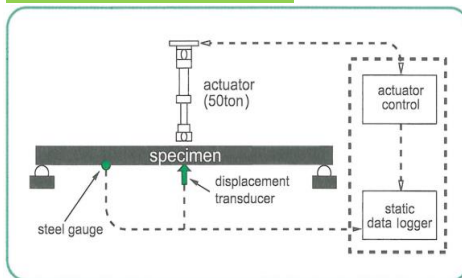 actuator
(50ton)
actuator
control
specimen
displacement
transducer
steel gauge
static
data logger